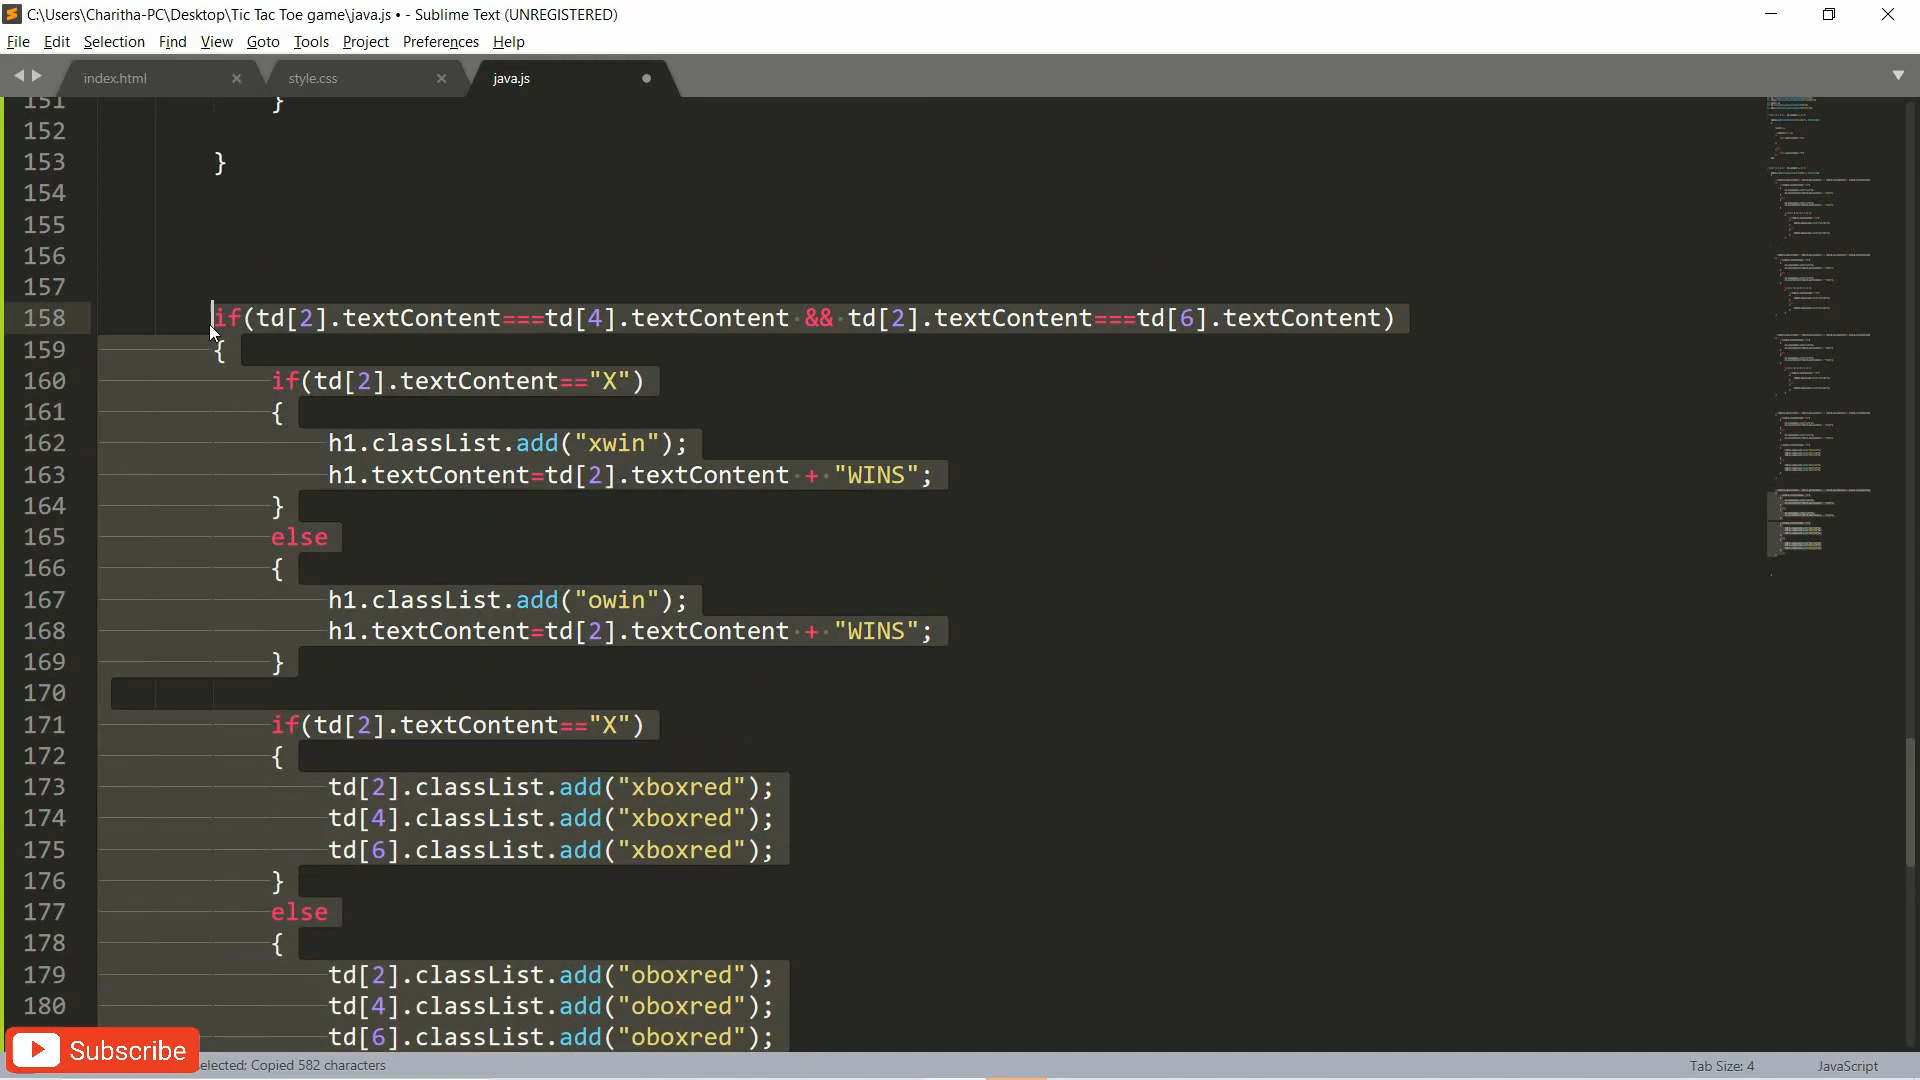 C:\Users\Charitha-PC\Desktop\Tic Tac Toe game\java.js • - Sublime Text (UNREGISTERED)
File Edit Selection Find View Goto Tools Project Preferences Help
index.html style.css java.js
151 }
152
153 }
154
155
156
157
158 if(td[2].textContent===td[4].textContent && td[2].textContent===td[6].textContent)
159 {
160 if(td[2].textContent=="X")
161 {
162 h1.classList.add("xwin");
163 h1.textContent=td[2].textContent + "WINS";
164 }
165 else
166 {
167 h1.classList.add("owin");
168 h1.textContent=td[2].textContent + "WINS";
169 }
170
171 if(td[2].textContent=="X")
172 {
173 td[2].classList.add("xboxred");
174 td[4].classList.add("xboxred");
175 td[6].classList.add("xboxred");
176 }
177 else
178 {
179 td[2].classList.add("oboxred");
180 td[4].classList.add("oboxred");
td[6].classList.add("oboxred");
Subscribe
elected; Copied 582 characters Tab Size: 4 JavaScript